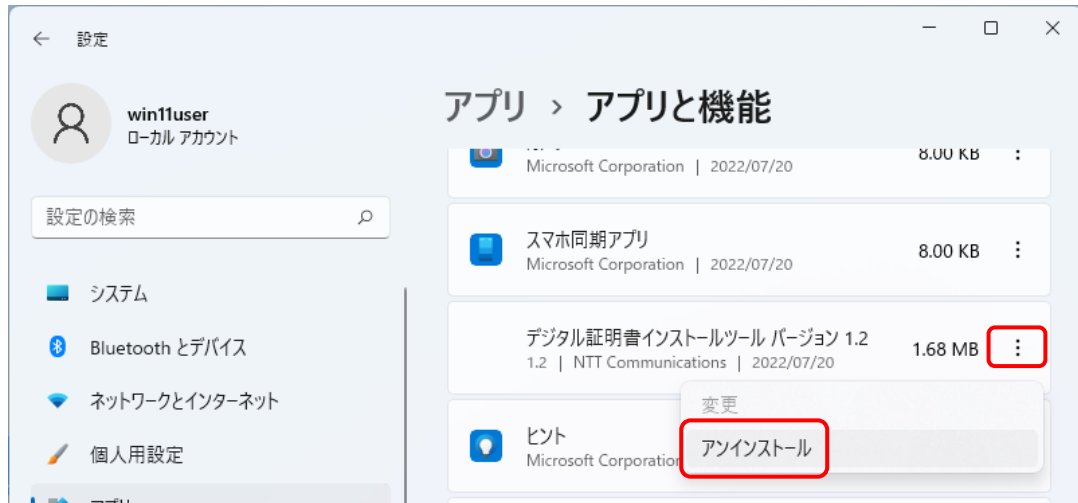 設定
win11user
ローカル アカウント
設定の検索
システム
Bluetooth とデバイス
ネットワークとインターネット
個人用設定
アプリ
アプリ › アプリと機能
Microsoft Corporation | 2022/07/20
8.00 KB
スマホ同期アプリ
Microsoft Corporation | 2022/07/20
8.00 KB
デジタル証明書インストールツール バージョン 1.2
1.2 | NTT Communications | 2022/07/20
1.68 MB
変更
アンインストール
ヒント
Microsoft Corporation